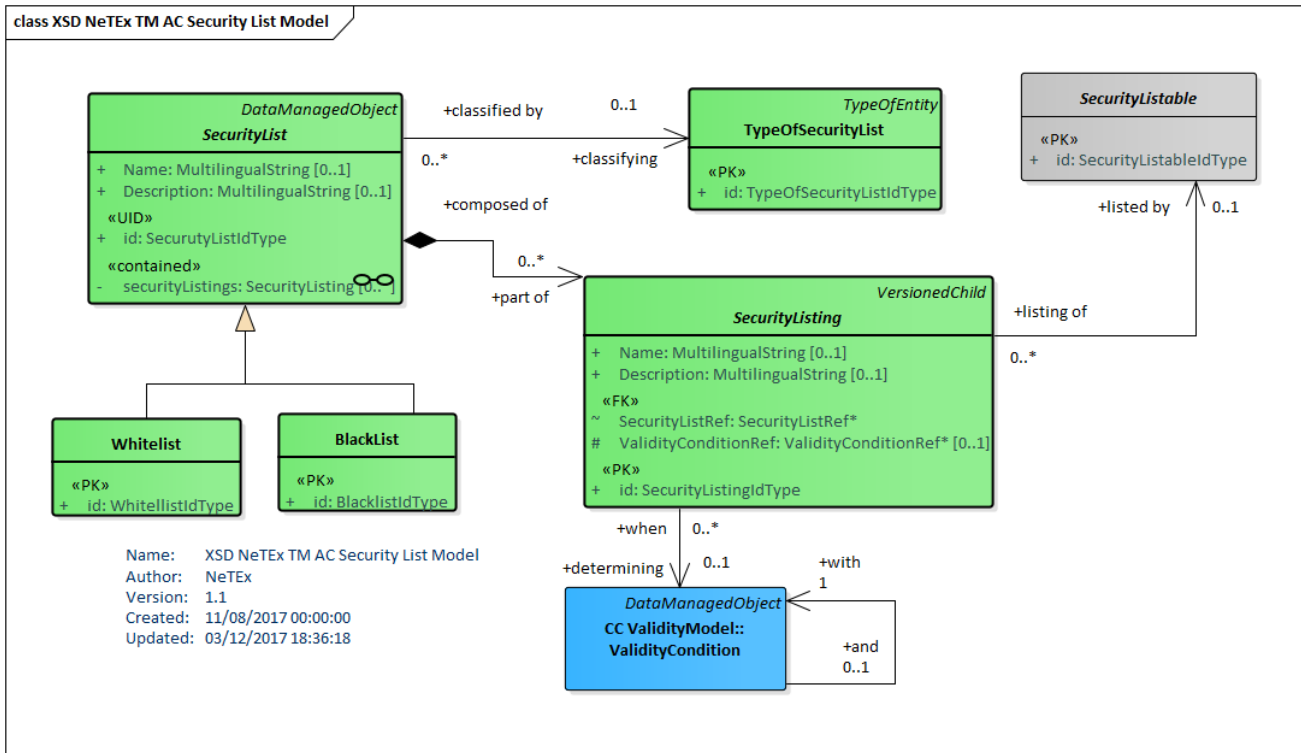 class XSD NeTEx TM AC Security List Model
DataManagedObject
SecurityList
+ Name: MultilingualString [0..1]
+ Description: MultilingualString [0..1]
«UID»
+ id: SecurutyListIdType
«contained»
- securityListings: SecurityListing [0..*]
+classified by
0..1
0..*
+classifying
TypeOfEntity
TypeOfSecurityList
«PK»
+ id: TypeOfSecurityListIdType
SecurityListable
«PK»
+ id: SecurityListableIdType
+composed of
0..*
+part of
+listed by
0..1
VersionedChild
SecurityListing
+ Name: MultilingualString [0..1]
+ Description: MultilingualString [0..1]
«FK»
~ SecurityListRef: SecurityListRef*
# ValidityConditionRef: ValidityConditionRef* [0..1]
«PK»
+ id: SecurityListingIdType
+listing of
0..*
Whitelist
«PK»
+ id: WhitellistIdType
BlackList
«PK»
+ id: BlacklistIdType
+when
0..*
+determining
0..1
+with
1
DataManagedObject
CC ValidityModel::
ValidityCondition
+and
0..1
Name: XSD NeTEx TM AC Security List Model
Author: NeTEx
Version: 1.1
Created: 11/08/2017 00:00:00
Updated: 03/12/2017 18:36:18